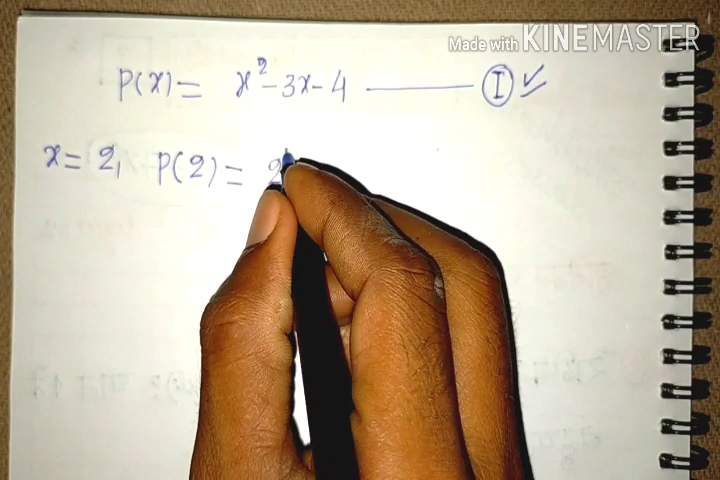 Made with KINEMASTER
P(x) = x² - 3x - 4 ——— Ⓘ ✓
x = 2, P(2) = 2